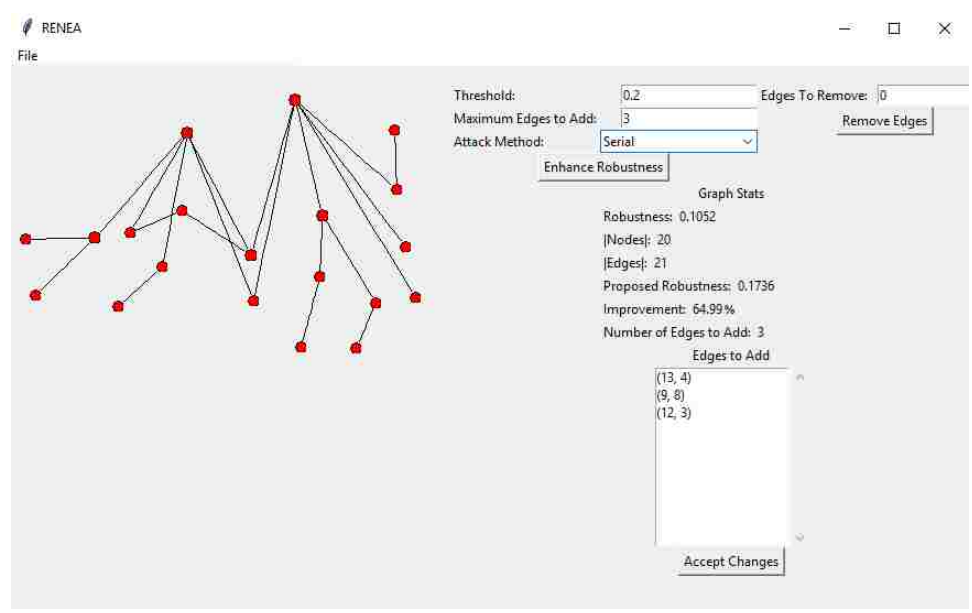 RENEA
File
Threshold: 0.2 Edges To Remove: 0
Maximum Edges to Add: 3 Remove Edges
Attack Method: Serial
Enhance Robustness
Graph Stats
Robustness: 0.1052
|Nodes|: 20
|Edges|: 21
Proposed Robustness: 0.1736
Improvement: 64.99%
Number of Edges to Add: 3
Edges to Add
(13, 4)
(9, 8)
(12, 3)
Accept Changes